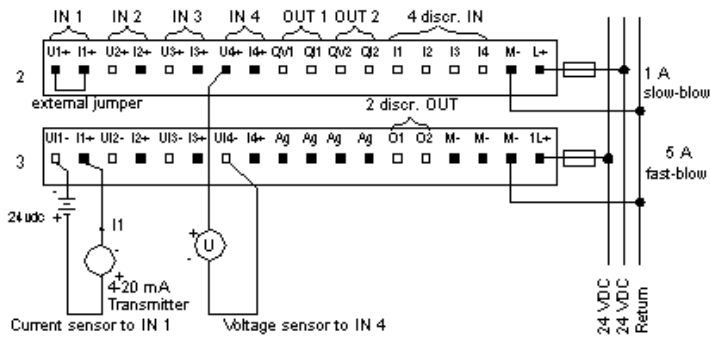 IN 1 IN 2 IN 3 IN 4 OUT 1 OUT 2 4 discr. IN
U1+ I1+ U2+ I2+ U3+ I3+ U4+ I4+ QV1 QI1 QV2 QI2 I1 I2 I3 I4 M- L+
2
1 A
slow-blow
external jumper
2 discr. OUT
UI1- I1+ UI2- I2+ UI3- I3+ UI4- I4+ Ag Ag Ag Ag O1 O2 M- M- M- 1L+
3
5 A
fast-blow
-
24 vdc
+
I1
-
+
4-20 mA
Transmitter
+
U
-
Current sensor to IN 1
Voltage sensor to IN 4
24 VDC
24 VDC
Return